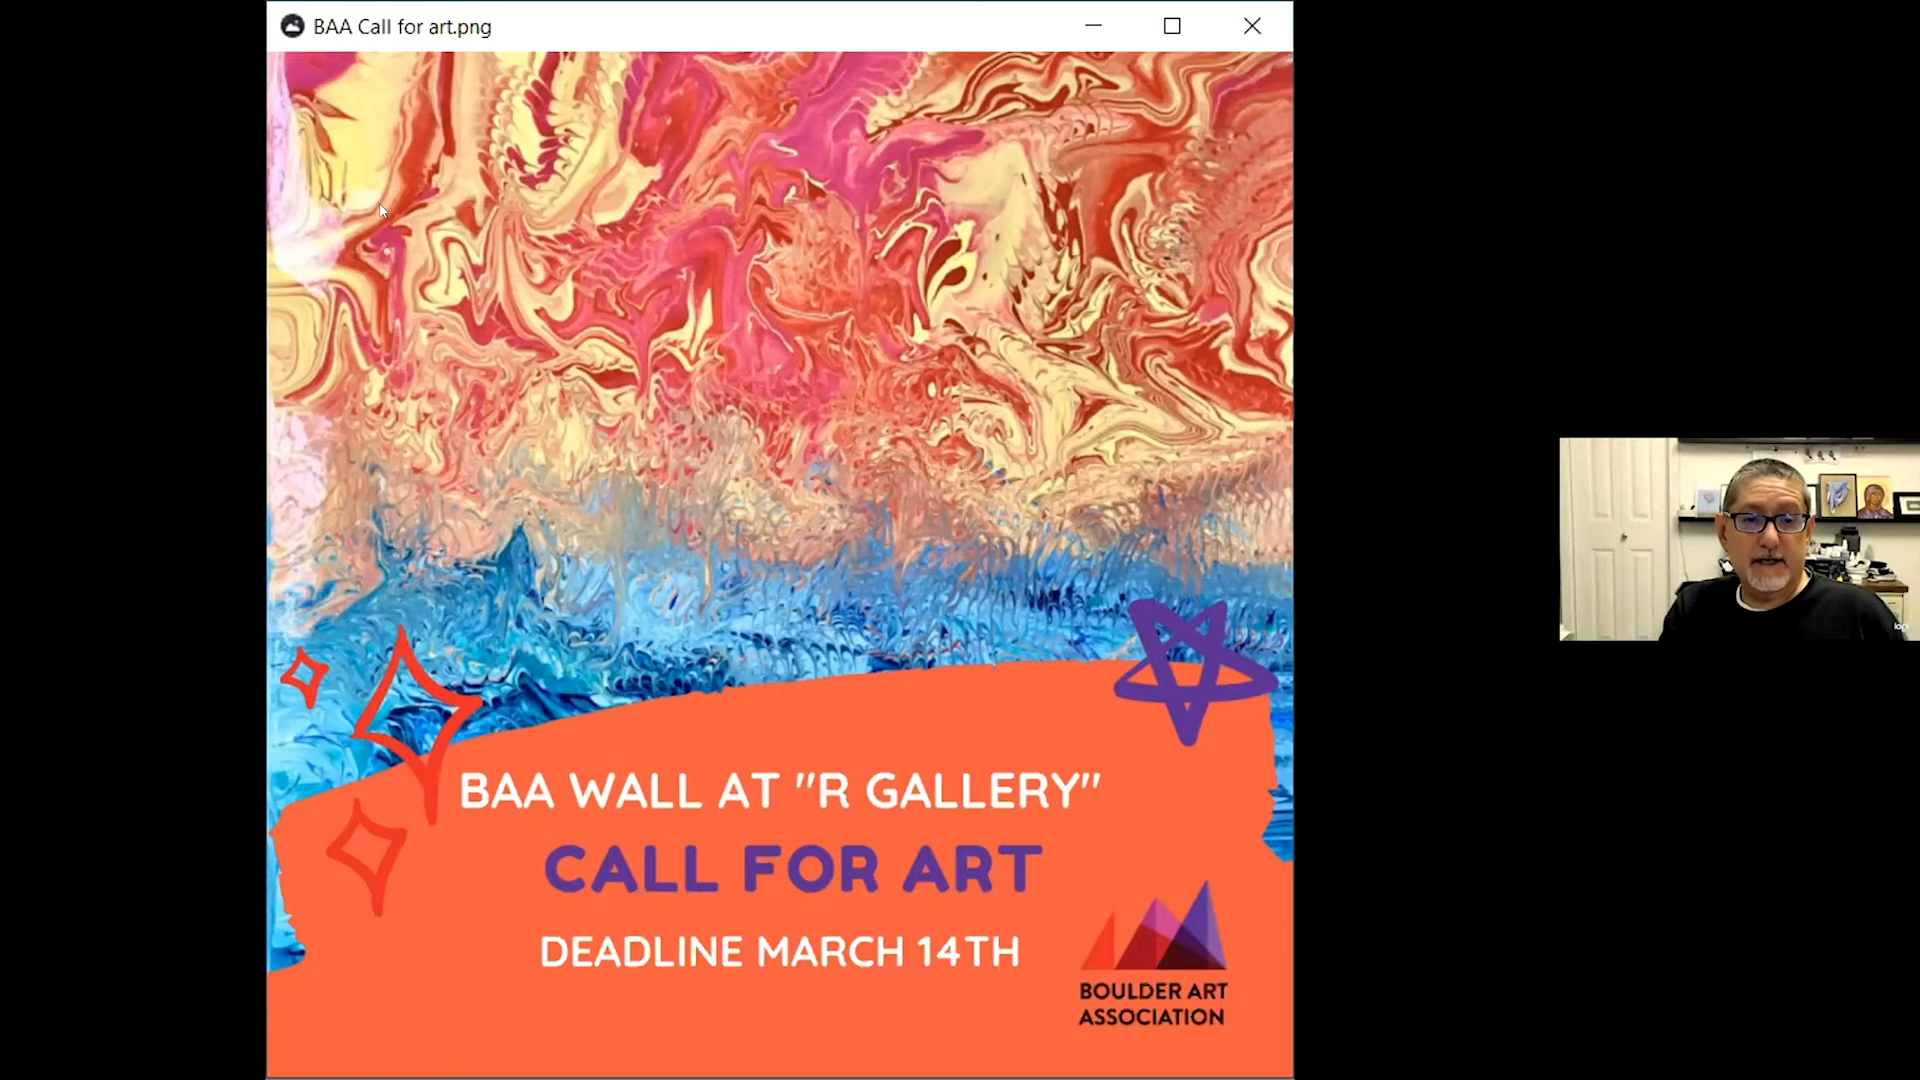 BAA Call for art.png
BAA WALL AT "R GALLERY"
CALL FOR ART
DEADLINE MARCH 14TH
BOULDER ART
ASSOCIATION